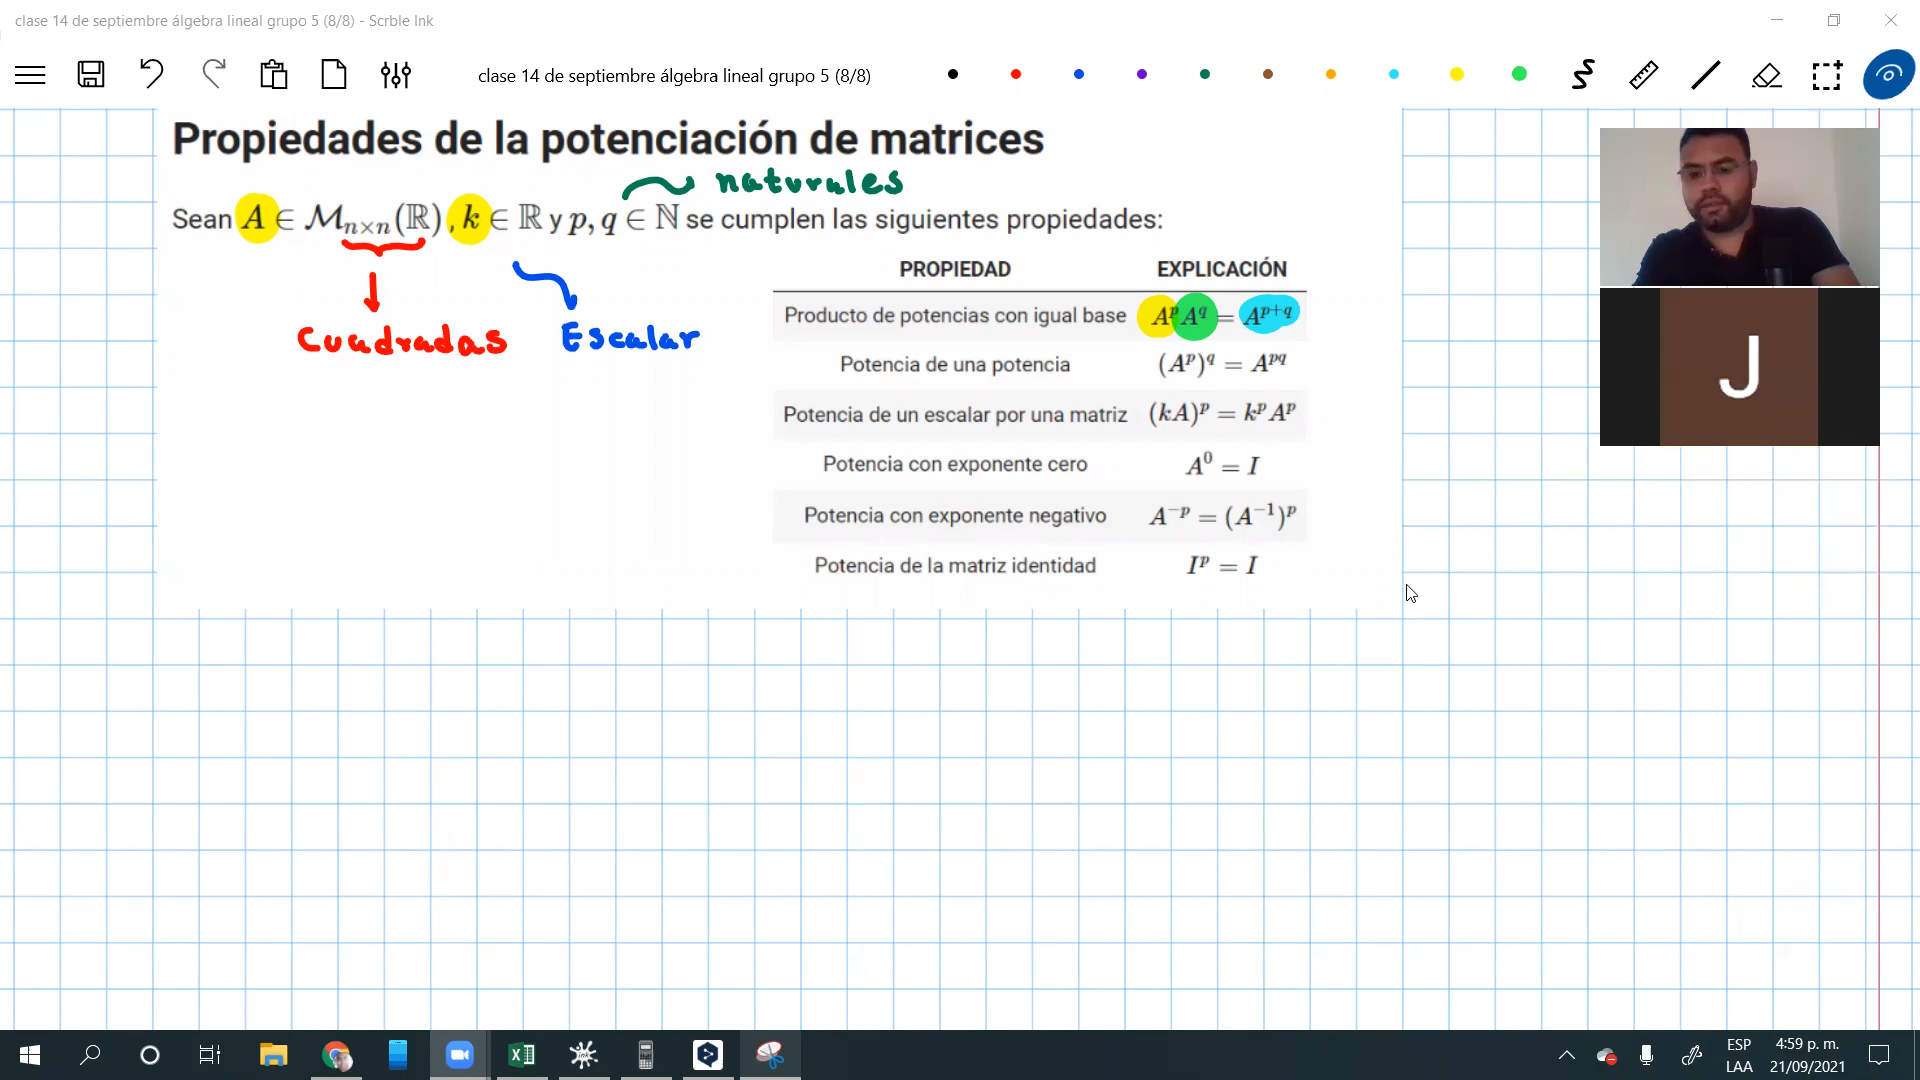 clase 14 de septiembre álgebra lineal grupo 5 (8/8) - Scrble Ink
clase 14 de septiembre álgebra lineal grupo 5 (8/8)
Propiedades de la potenciación de matrices
naturales
Sean A ∈ M_{n×n}(ℝ), k ∈ ℝ y p, q ∈ ℕ se cumplen las siguientes propiedades:
Cuadradas
Escalar
PROPIEDAD EXPLICACIÓN
Producto de potencias con igual base A^p A^q = A^{p+q}
Potencia de una potencia (A^p)^q = A^{pq}
Potencia de un escalar por una matriz (kA)^p = k^p A^p
Potencia con exponente cero A^0 = I
Potencia con exponente negativo A^{-p} = (A^{-1})^p
Potencia de la matriz identidad I^p = I
J
ESP
LAA
4:59 p. m.
21/09/2021